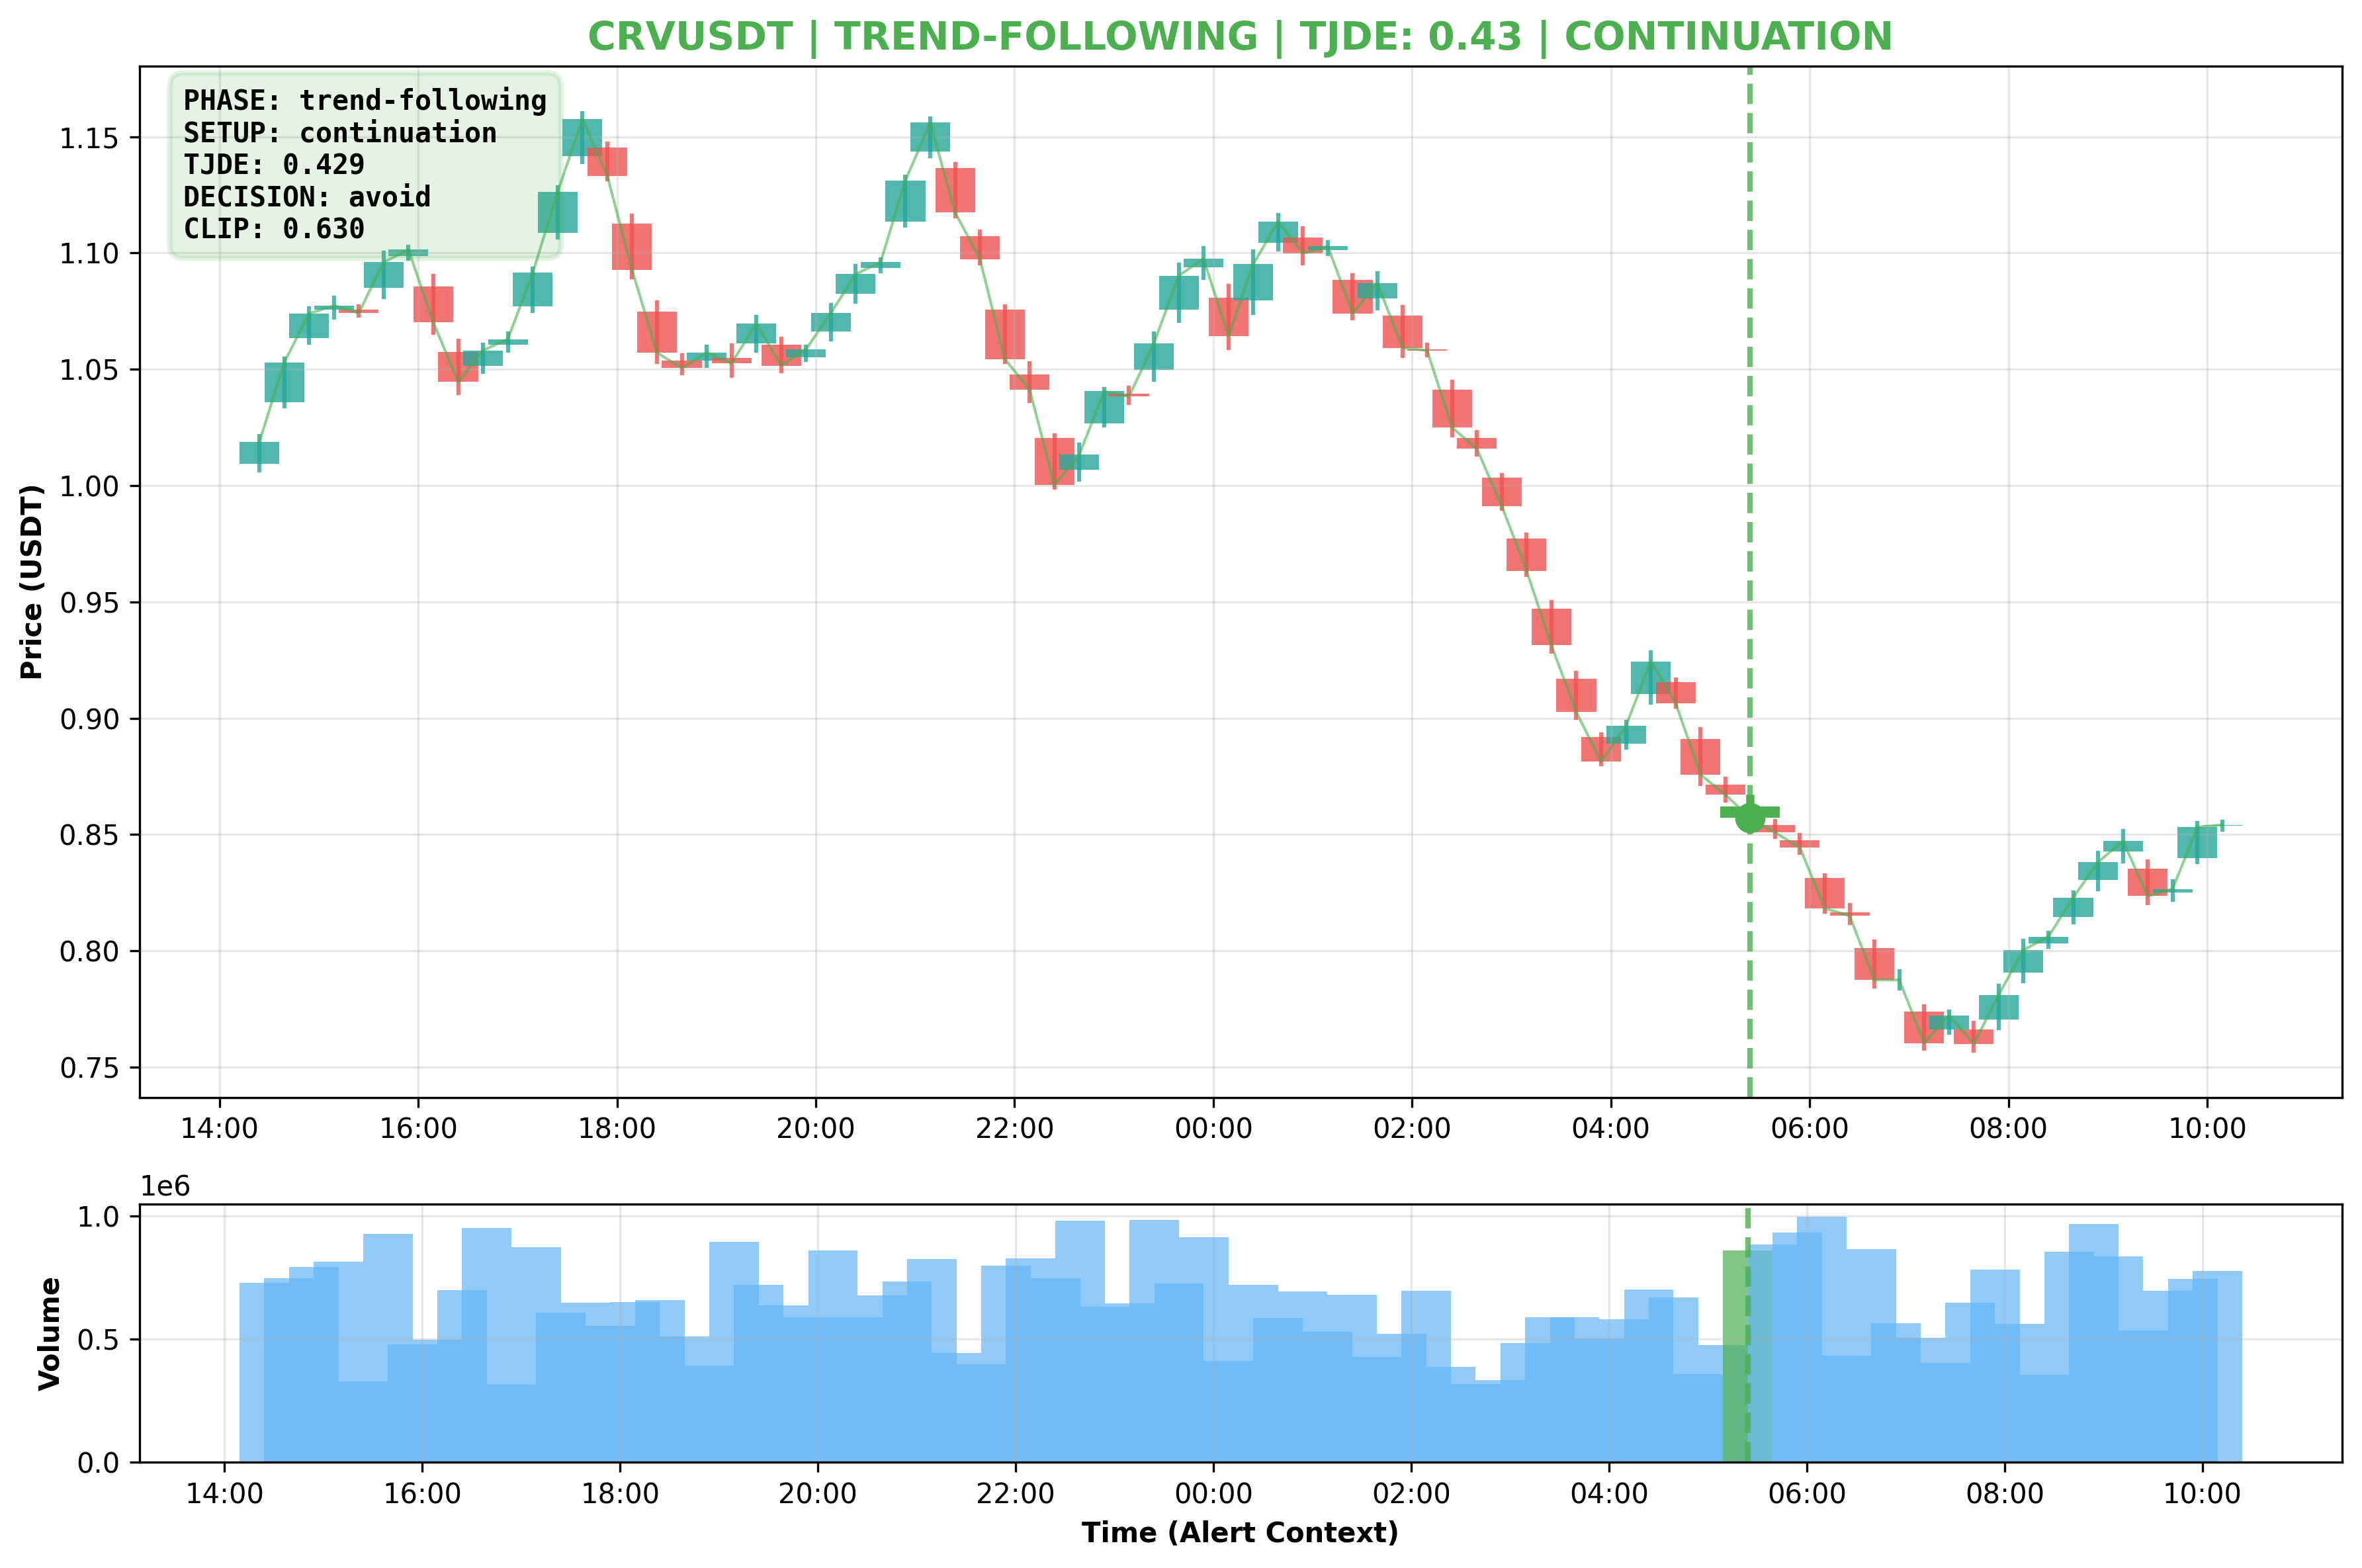 CRVUSDT | TREND-FOLLOWING | TJDE: 0.43 | CONTINUATION
PHASE: trend-following
SETUP: continuation
TJDE: 0.429
DECISION: avoid
CLIP: 0.630
Price (USDT)
1.15
1.10
1.05
1.00
0.95
0.90
0.85
0.80
0.75
14:00 16:00 18:00 20:00 22:00 00:00 02:00 04:00 06:00 08:00 10:00
1e6
Volume
1.0
0.5
0.0
14:00 16:00 18:00 20:00 22:00 00:00 02:00 04:00 06:00 08:00 10:00
Time (Alert Context)